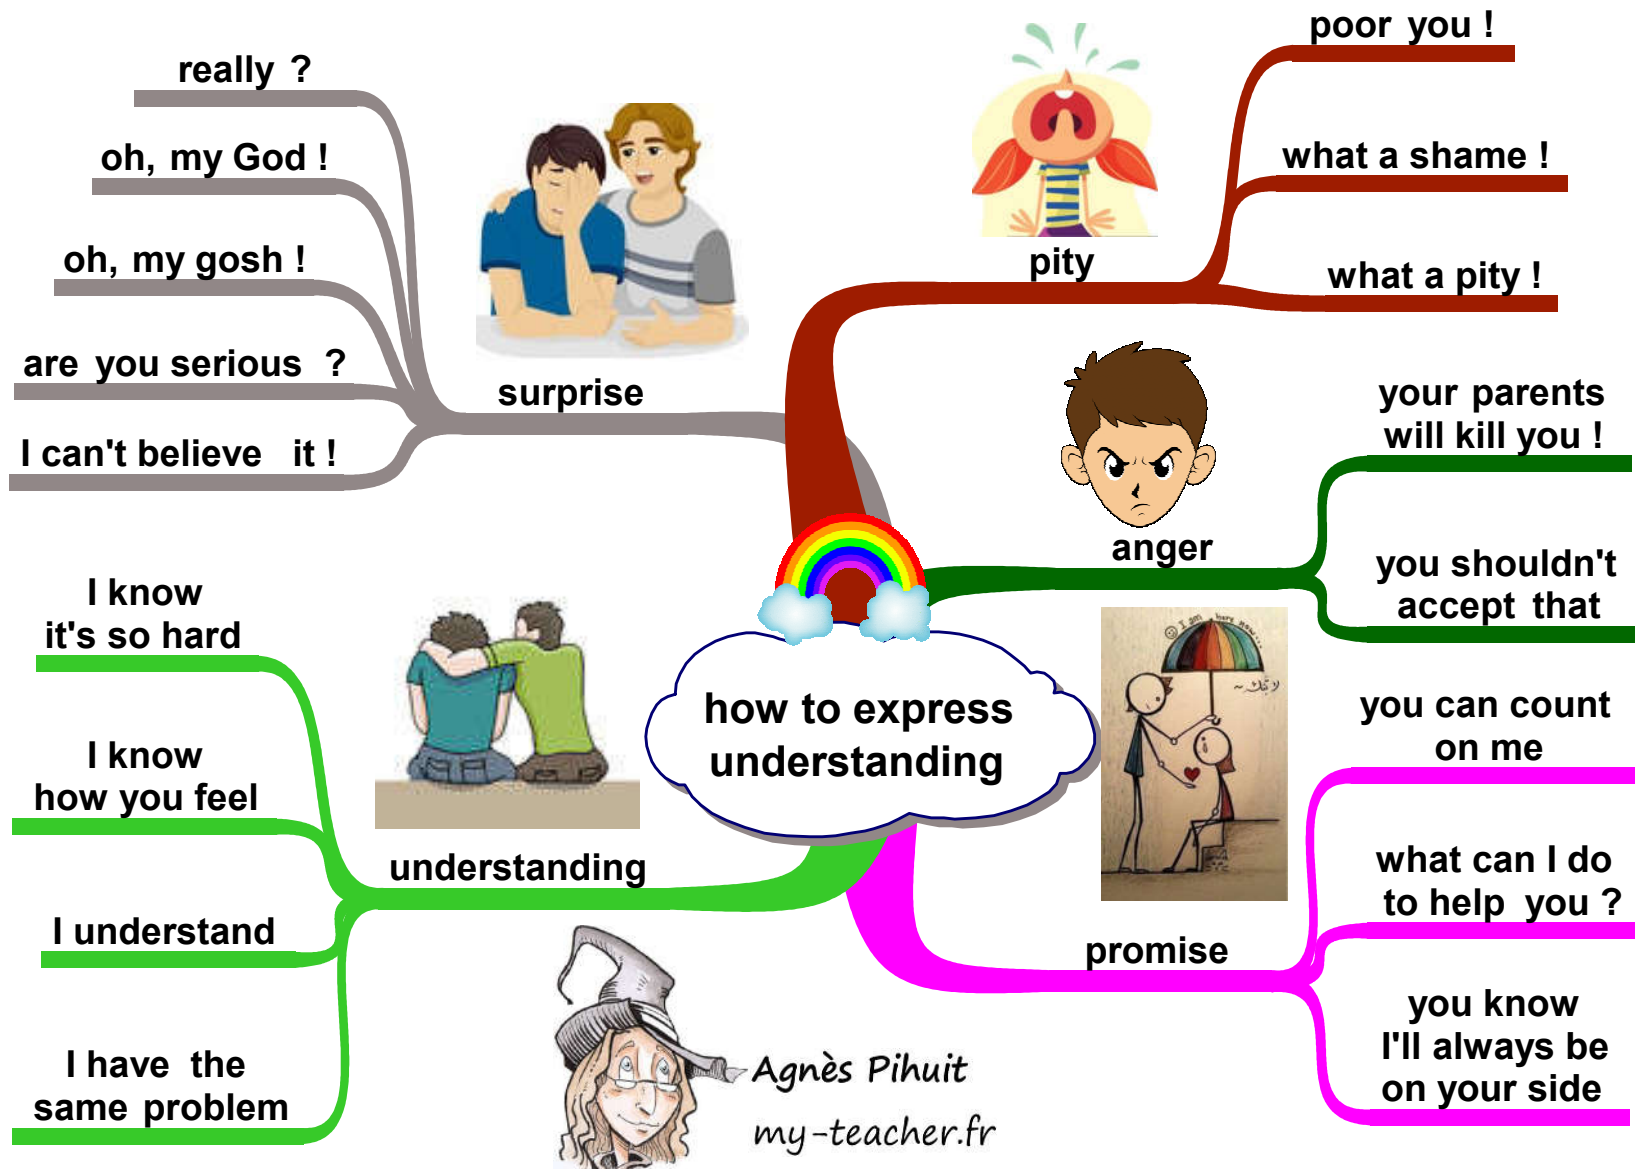 poor you !
what a shame !
what a pity !
pity
really ?
oh, my God !
oh, my gosh !
are you serious ?
I can't believe it !
surprise
your parents
will kill you !
you shouldn't
accept that
anger
how to express
understanding
I know
it's so hard
I know
how you feel
I understand
I have the
same problem
understanding
I am here now...
you can count
on me
what can I do
to help you ?
you know
I'll always be
on your side
promise
Agnès Pihuit
my-teacher.fr